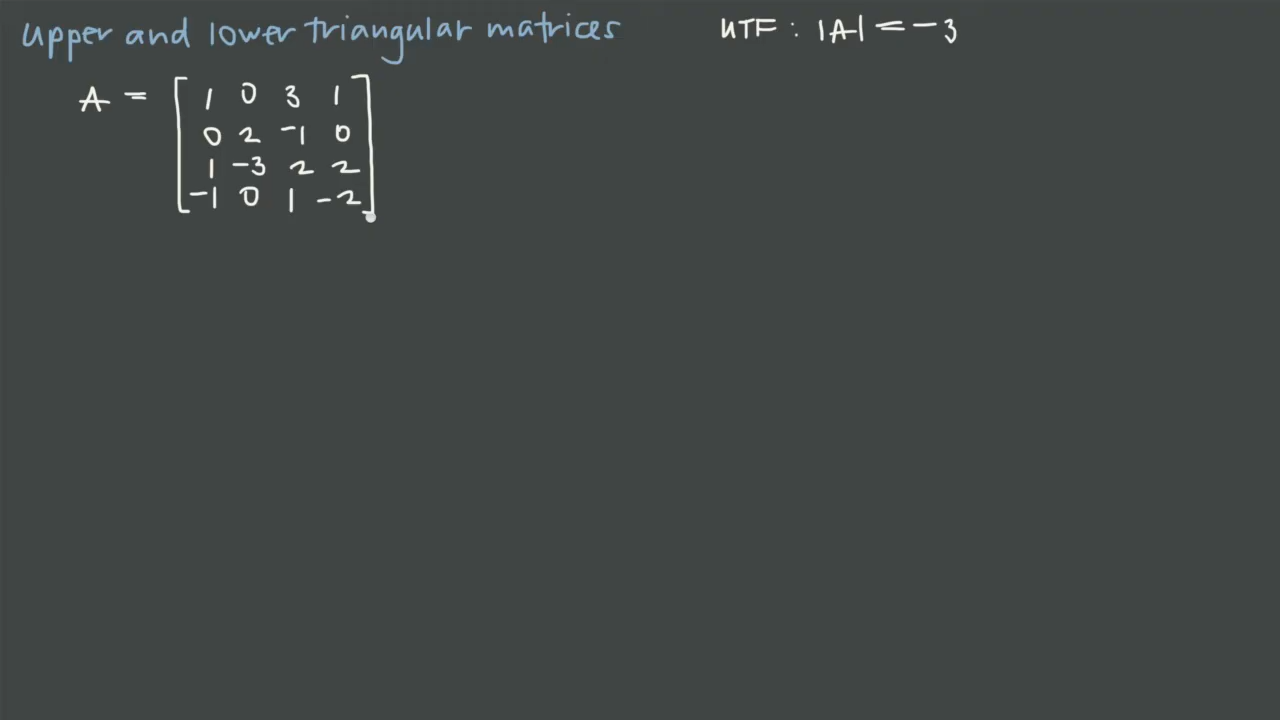 upper and lower triangular matrices
UTF : |A| = -3
A = [ 1 0 3 1
0 2 -1 0
1 -3 2 2
-1 0 1 -2 ]